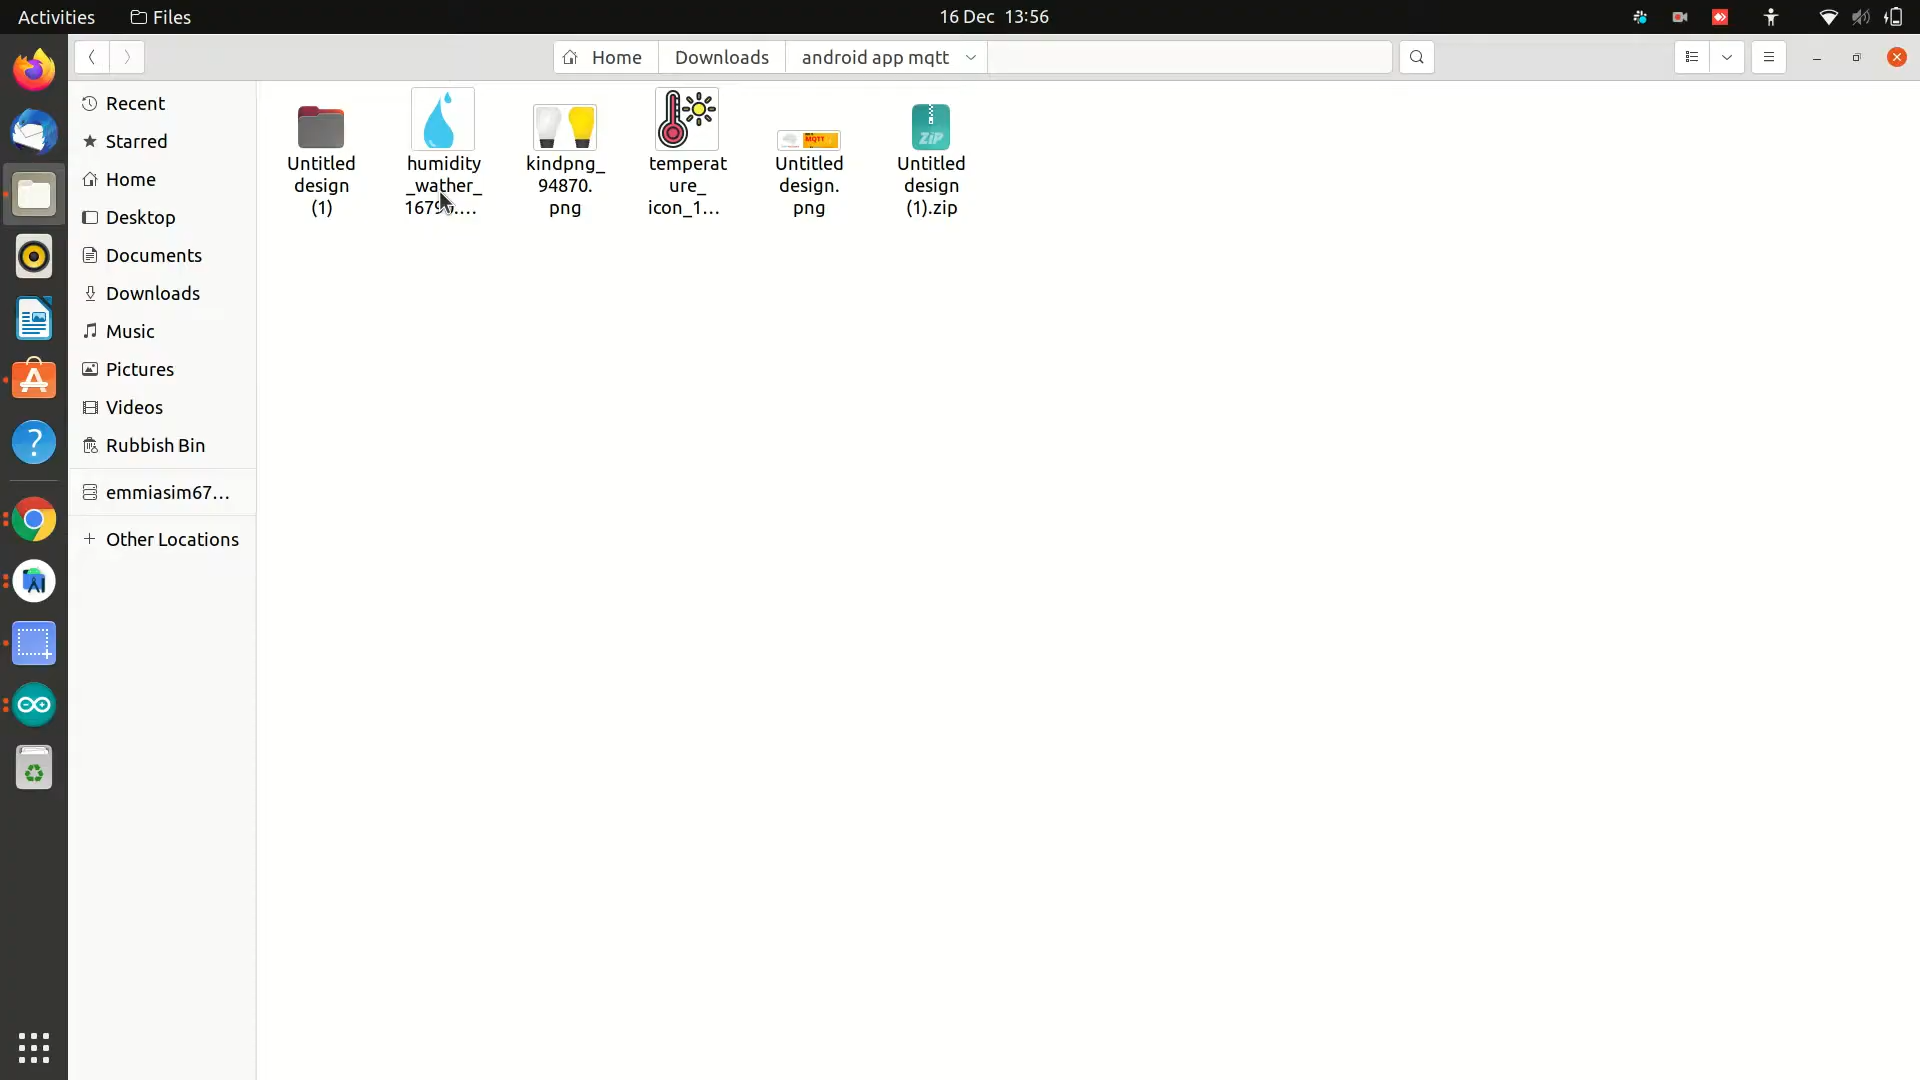 Activities
Files
16 Dec 13:56
Home
Downloads
android app mqtt
Recent
Starred
Home
Desktop
Documents
Downloads
Music
Pictures
Videos
Rubbish Bin
emmiasim67...
Other Locations
Untitled
design
(1)
humidity
_wather_
kindpng_
94870.
png
temperat
ure_
icon_1...
MQTT
Untitled
design.
png
ZIP
Untitled
design
(1).zip